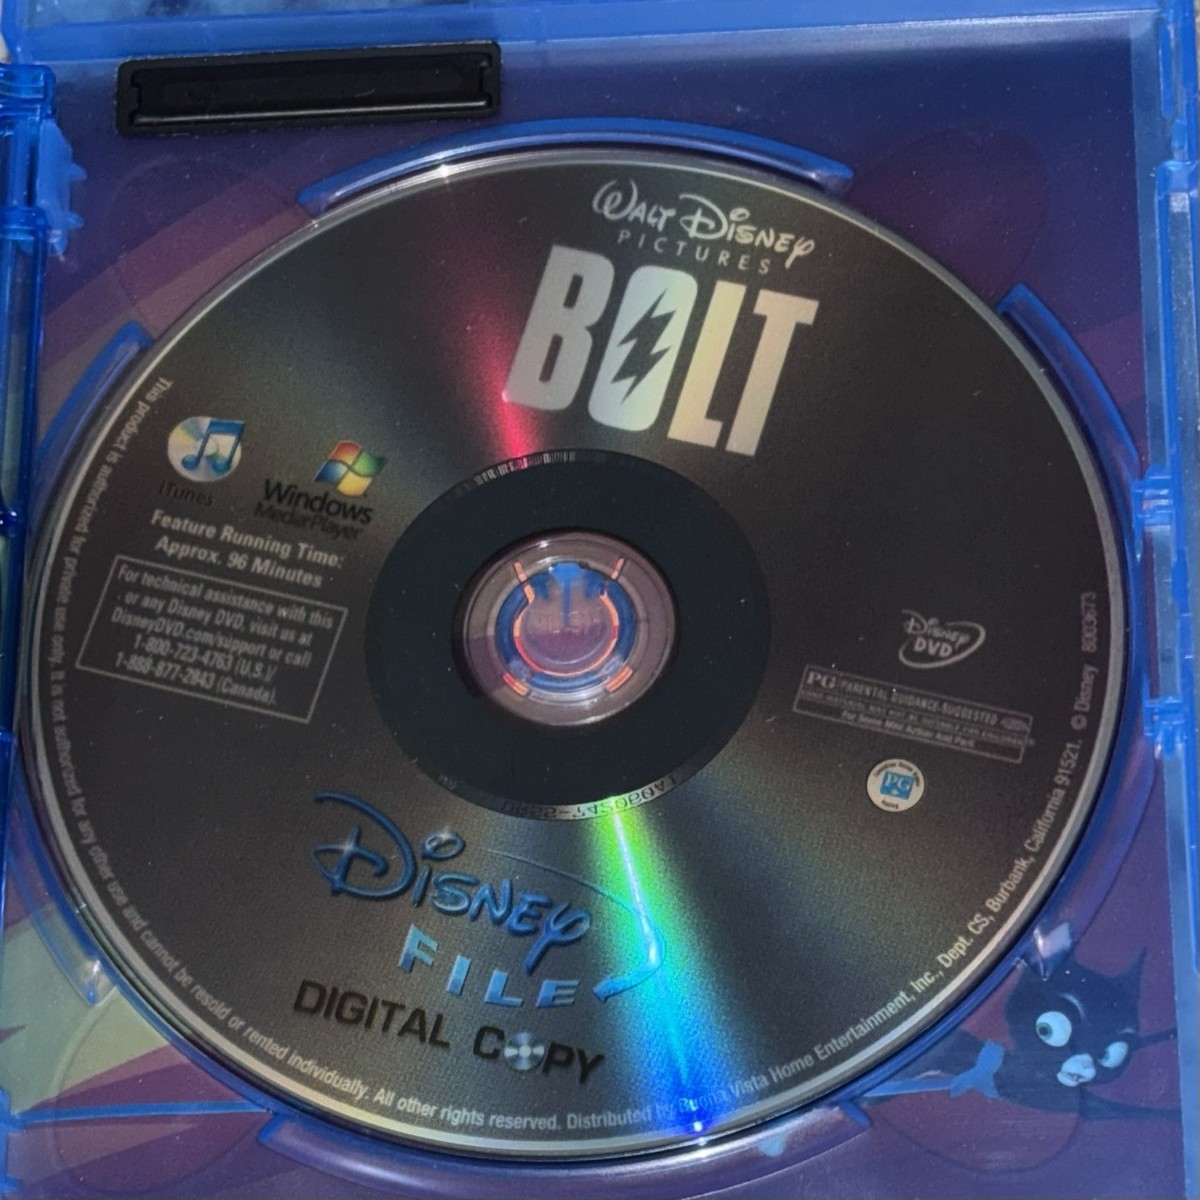 WALT DISNEY
PICTURES
BOLT
iTunes
Windows
Media Player
Feature Running Time:
Approx. 96 Minutes
For technical assistance with this
or any Disney DVD, visit us at
DisneyDVD.com/support or call
1-800-723-4763 (U.S.)/
1-888-877-2843 (Canada).
Disney
DVD
PG PARENTAL GUIDANCE SUGGESTED
For Some Mild Action And Peril
PG
DISNEY
FILE
DIGITAL COPY
This product is authorized for private use only. It is not authorized for any other use and cannot be resold or rented individually. All other rights reserved. Distributed by Buena Vista Home Entertainment, Inc., Dept. CS, Burbank, California 91521. © Disney 8003673